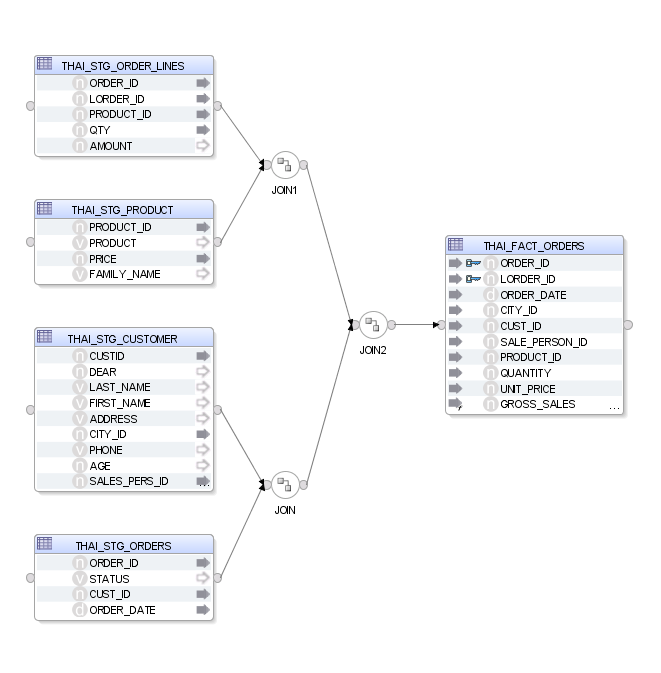 THAI_STG_ORDER_LINES
n ORDER_ID
n LORDER_ID
n PRODUCT_ID
n QTY
n AMOUNT
JOIN1
THAI_STG_PRODUCT
n PRODUCT_ID
v PRODUCT
n PRICE
v FAMILY_NAME
THAI_FACT_ORDERS
n ORDER_ID
n LORDER_ID
d ORDER_DATE
n CITY_ID
n CUST_ID
n SALE_PERSON_ID
n PRODUCT_ID
n QUANTITY
n UNIT_PRICE
n GROSS_SALES ...
JOIN2
THAI_STG_CUSTOMER
n CUSTID
n DEAR
v LAST_NAME
v FIRST_NAME
v ADDRESS
n CITY_ID
v PHONE
n AGE
n SALES_PERS_ID ...
JOIN
THAI_STG_ORDERS
n ORDER_ID
v STATUS
n CUST_ID
d ORDER_DATE